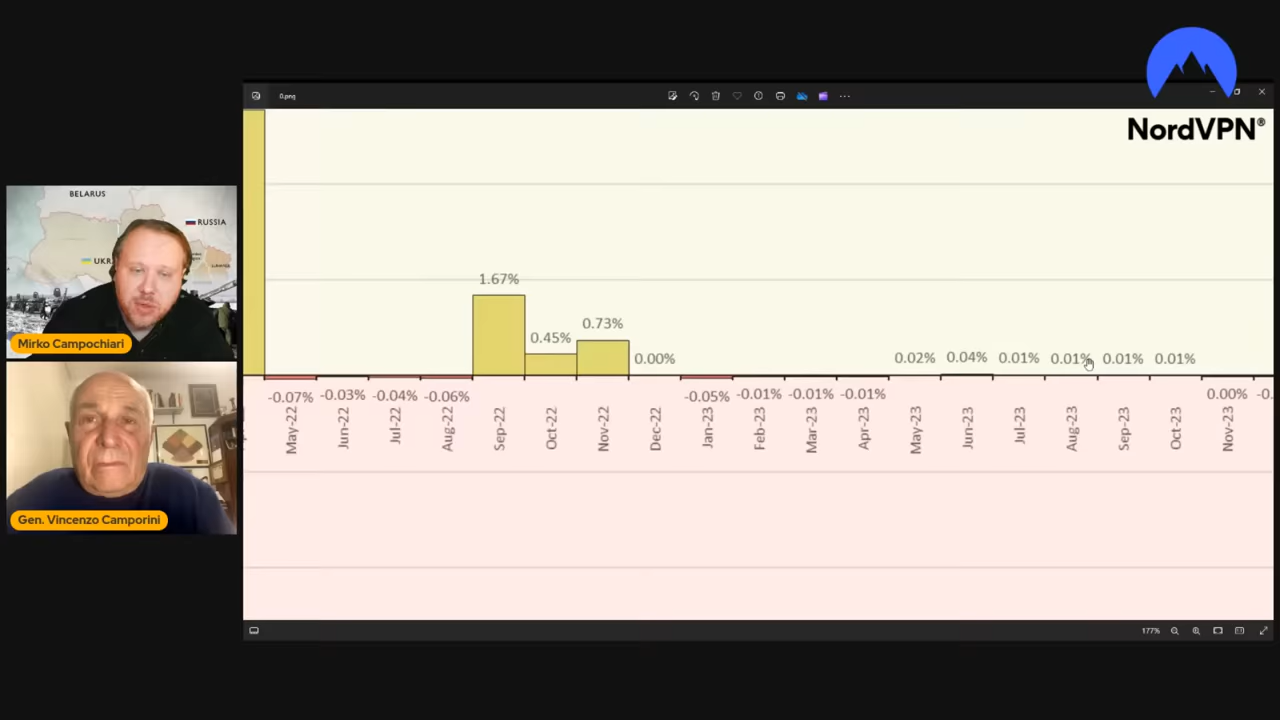 0.png
NordVPN®
BELARUS
RUSSIA
UKR
Mirko Campochiari
Gen. Vincenzo Camporini
1.67%
0.45%
0.73%
0.00%
0.02%
0.04%
0.01%
0.01%
0.01%
0.01%
-0.07%
-0.03%
-0.04%
-0.06%
-0.05%
-0.01%
-0.01%
-0.01%
0.00%
-0.
May-22
Jun-22
Jul-22
Aug-22
Sep-22
Oct-22
Nov-22
Dec-22
Jan-23
Feb-23
Mar-23
Apr-23
May-23
Jun-23
Jul-23
Aug-23
Sep-23
Oct-23
Nov-23
177%